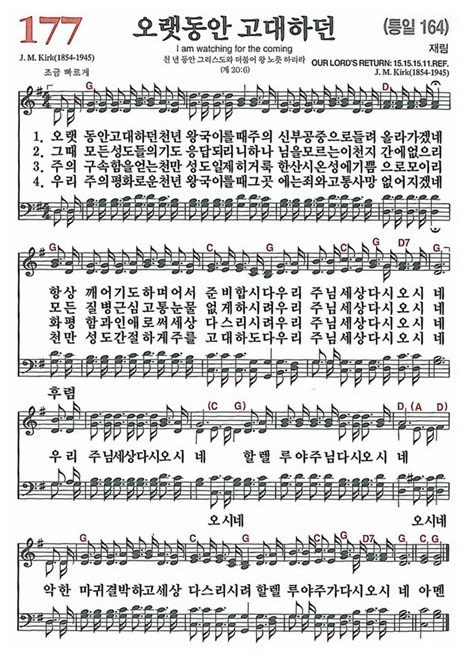 177
오랫동안 고대하던
(통일 164)
I am watching for the coming
재림
J. M. Kirk(1854-1945)
천 년 동안 그리스도와 더불어 왕 노릇 하리라
OUR LORD'S RETURN: 15.15.15.11.REF.
조금 빠르게
(계 20:6)
J. M. Kirk(1854-1945)
G D
1. 오랫 동안고대하던천년 왕국이를때주의 신부공중으로들려 올라가겠네
2. 그때 모든성도들의기도 응답되리니하나 님을모르는이천지 간에없으리
3. 주의 구속함을얻는천만 성도일제히거룩 한산시온성에기쁨 으로모이리
4. 우리 주의평화로운천년 왕국이를때그곳 에는죄와고통사망 없어지겠네
G C G C G D7 G
항상 깨어기도하며어서 준비합시다우리 주님세상다시오시 네
모든 질병근심고통눈물 없게하시려우리 주님세상다시오시 네
화평 함과인애로써세상 다스리시려우리 주님세상다시오시 네
천만 성도간절하게주를 고대하도다우리 주님세상다시오시 네
후렴
(C G) D (A D)
우리 주님세상다시오시 네 할렐 루야주님다시오시 네
오시네 오시네
G C G D7 G C G
악한 마귀결박하고세상 다스리시려 할렐 루야주가다시오시 네 아멘